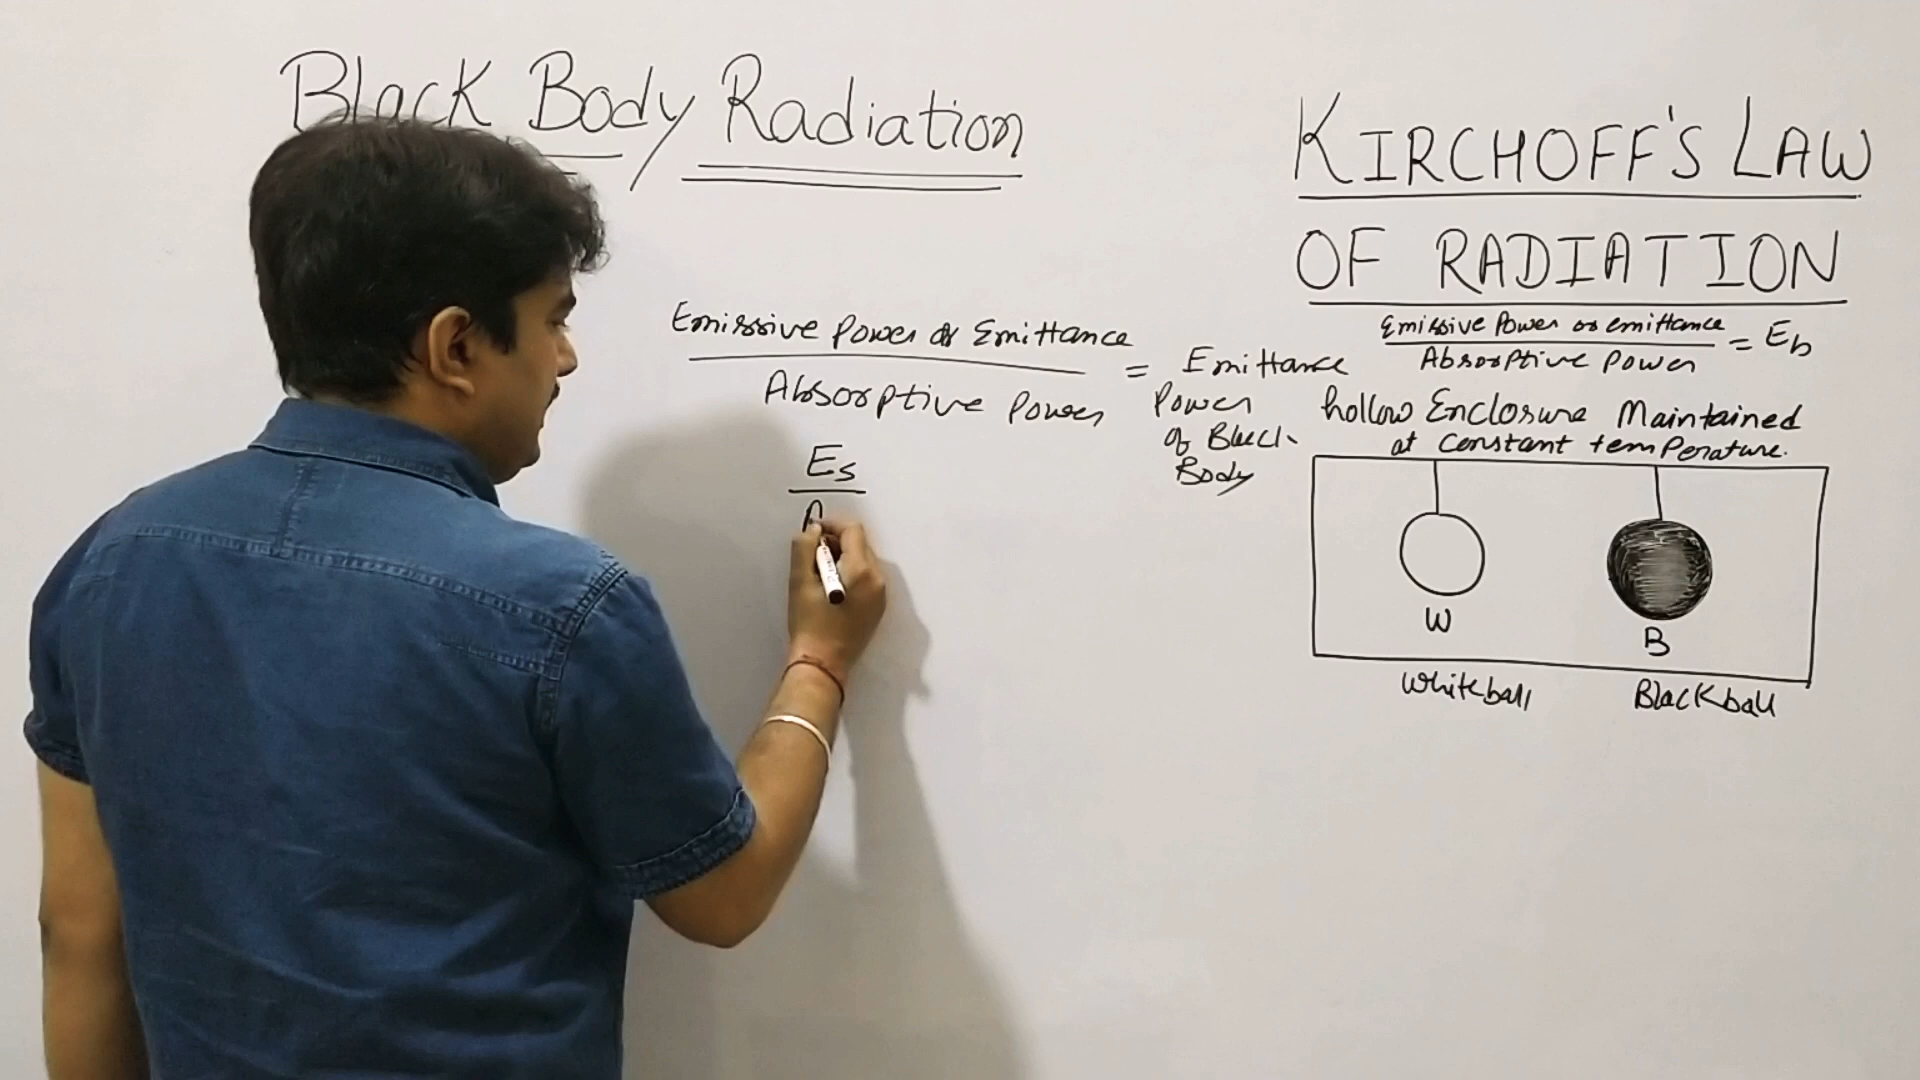 Black Body Radiation
Emissive Power or Emittance
Absorptive Power
= Emittance
Power
of Black
Body
Es
KIRCHOFF'S LAW
OF RADIATION
Emissive Power or emittance
Absorptive Power
= Eb
hollow Enclosure Maintained
at constant temperature.
W
B
Whiteball
Blackball